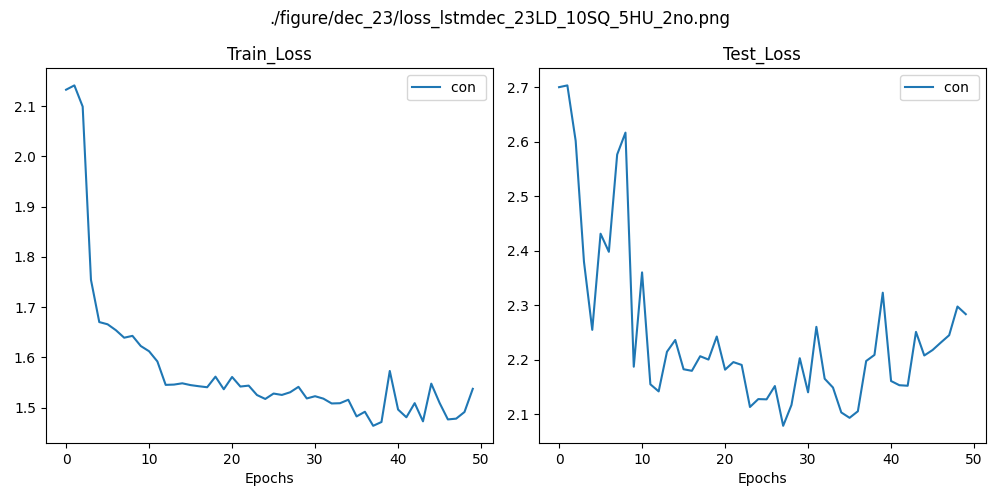 ./figure/dec_23/loss_lstmdec_23LD_10SQ_5HU_2no.png
Train_Loss
con
2.1
2.0
1.9
1.8
1.7
1.6
1.5
0 10 20 30 40 50
Epochs
Test_Loss
con
2.7
2.6
2.5
2.4
2.3
2.2
2.1
0 10 20 30 40 50
Epochs